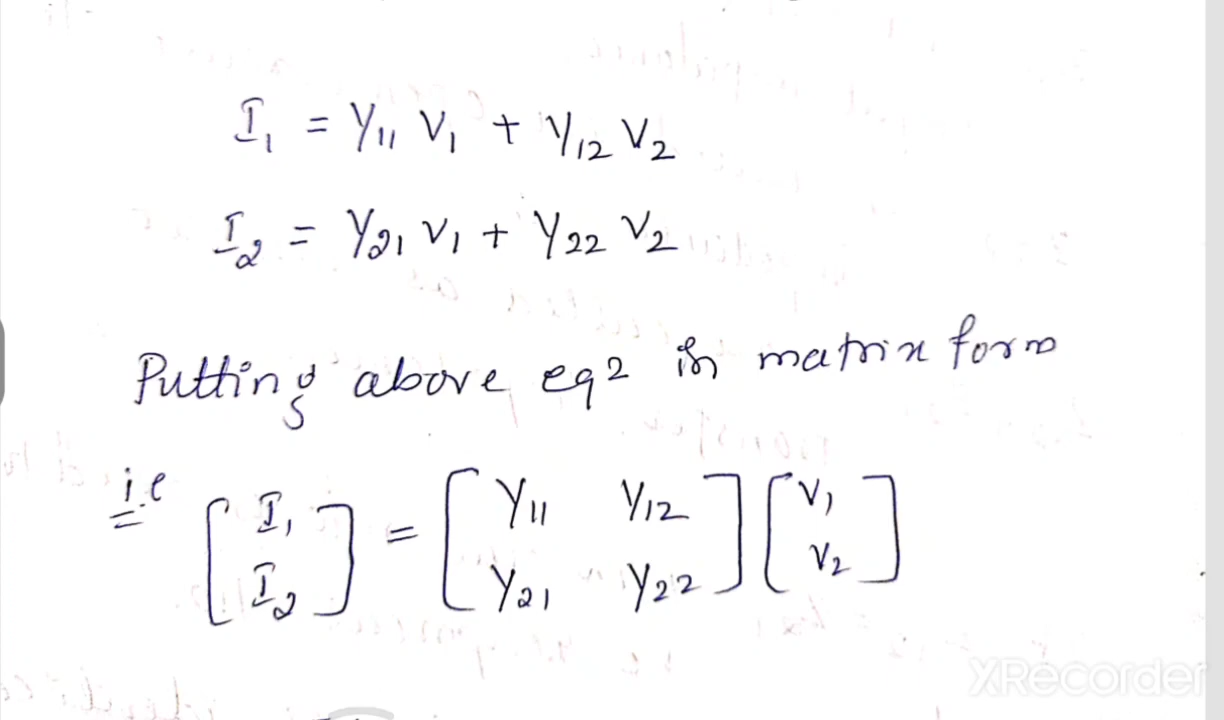 I₁ = Y₁₁ V₁ + Y₁₂ V₂
I₂ = Y₂₁ V₁ + Y₂₂ V₂
Putting above eq2 in matrix form
i.e [I₁ I₂] = [Y₁₁ Y₁₂ Y₂₁ Y₂₂] [V₁ V₂]
XRecorder